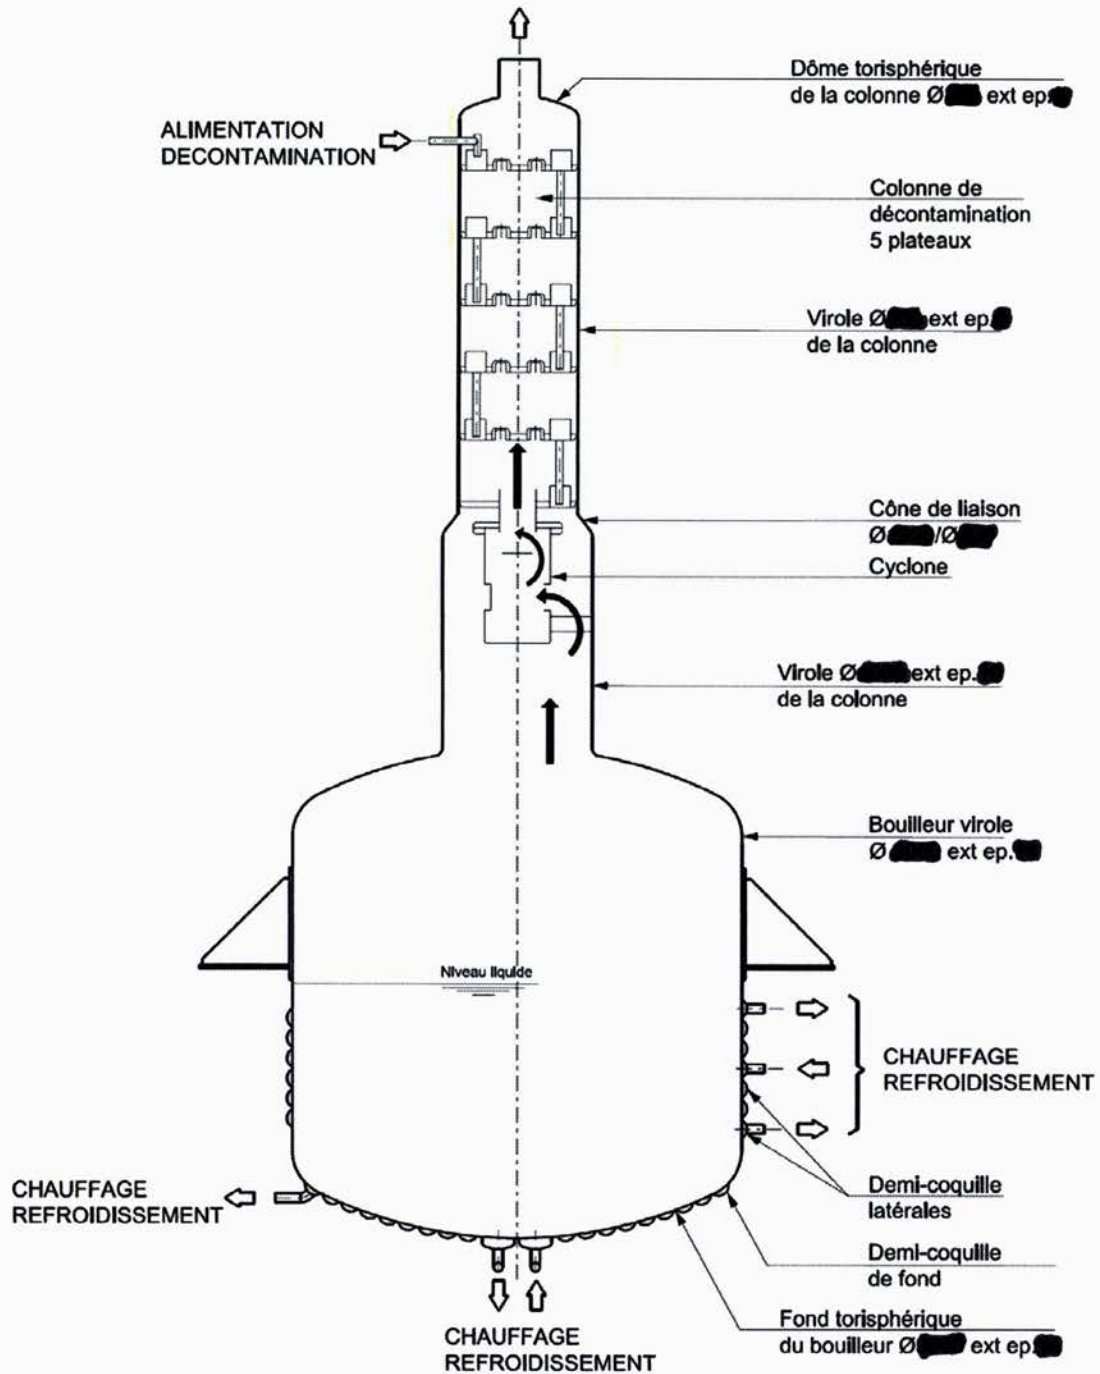 Dôme torisphérique
de la colonne Ø ext ep.
ALIMENTATION
DECONTAMINATION
Colonne de
décontamination
5 plateaux
Virole Ø ext ep.
de la colonne
Cône de liaison
Ø /Ø
Cyclone
Virole Ø ext ep.
de la colonne
Bouilleur virole
Ø ext ep.
Niveau liquide
CHAUFFAGE
REFROIDISSEMENT
CHAUFFAGE
REFROIDISSEMENT
Demi-coquille
latérales
Demi-coquille
de fond
Fond torisphérique
du bouilleur Ø ext ep.
CHAUFFAGE
REFROIDISSEMENT